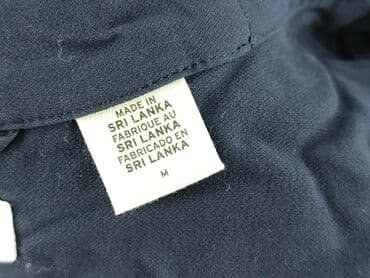 MADE IN
SRI LANKA
FABRIQUE AU
SRI LANKA
FABRICADO EN
SRI LANKA
M